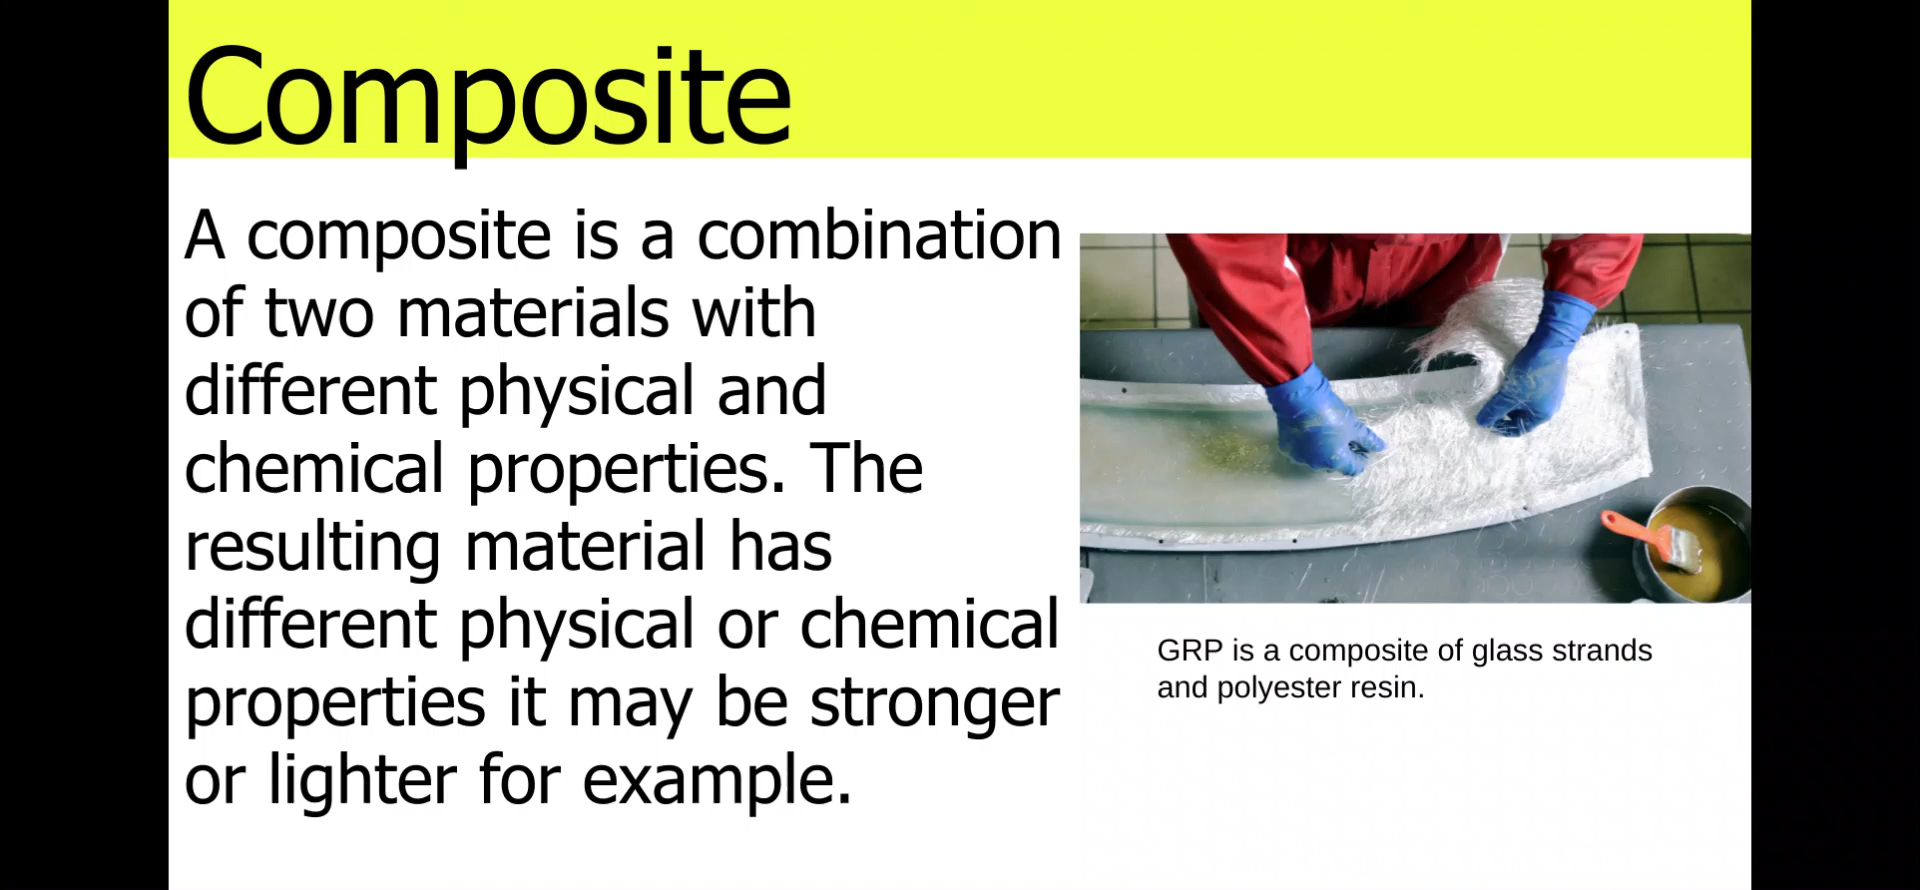 Composite
A composite is a combination
of two materials with
different physical and
chemical properties. The
resulting material has
different physical or chemical
properties it may be stronger
or lighter for example.
GRP is a composite of glass strands
and polyester resin.